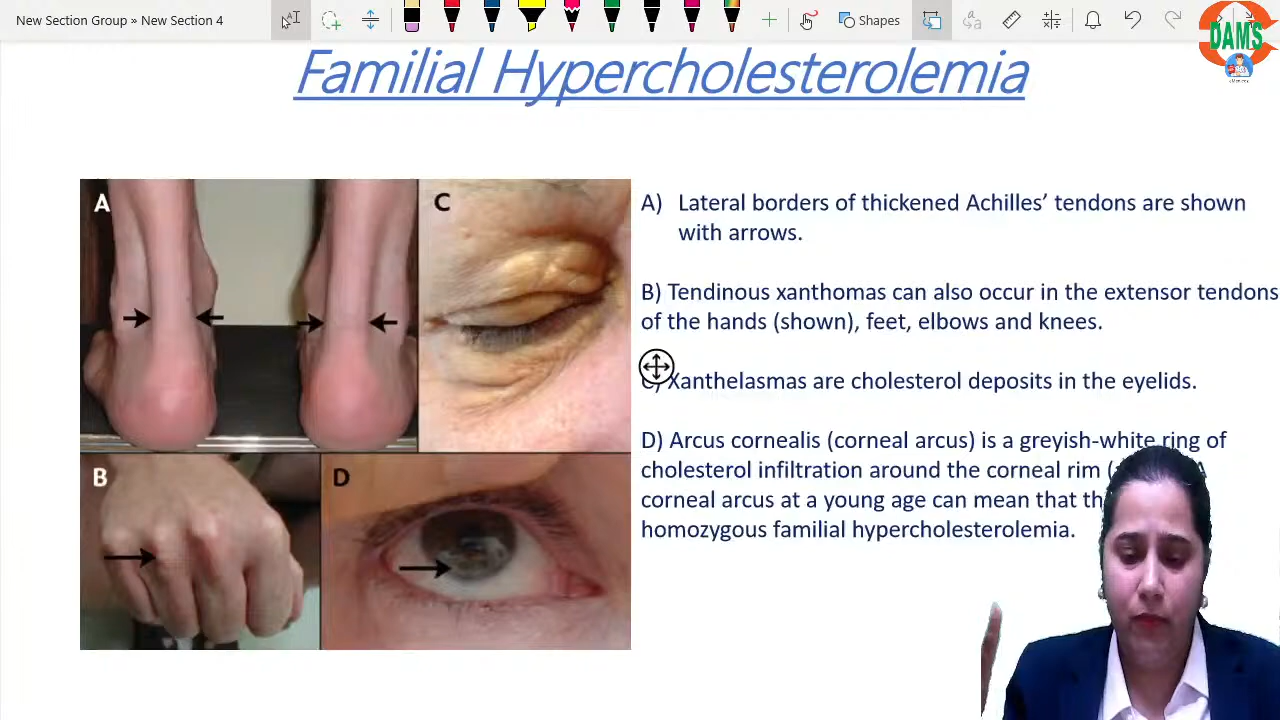 New Section Group » New Section 4
Shapes
DAMS
Familial Hypercholesterolemia
A
C
B
D
A) Lateral borders of thickened Achilles’ tendons are shown
with arrows.
B) Tendinous xanthomas can also occur in the extensor tendons
of the hands (shown), feet, elbows and knees.
Xanthelasmas are cholesterol deposits in the eyelids.
D) Arcus cornealis (corneal arcus) is a greyish-white ring of
cholesterol infiltration around the corneal rim
corneal arcus at a young age can mean that
homozygous familial hypercholesterolemia.